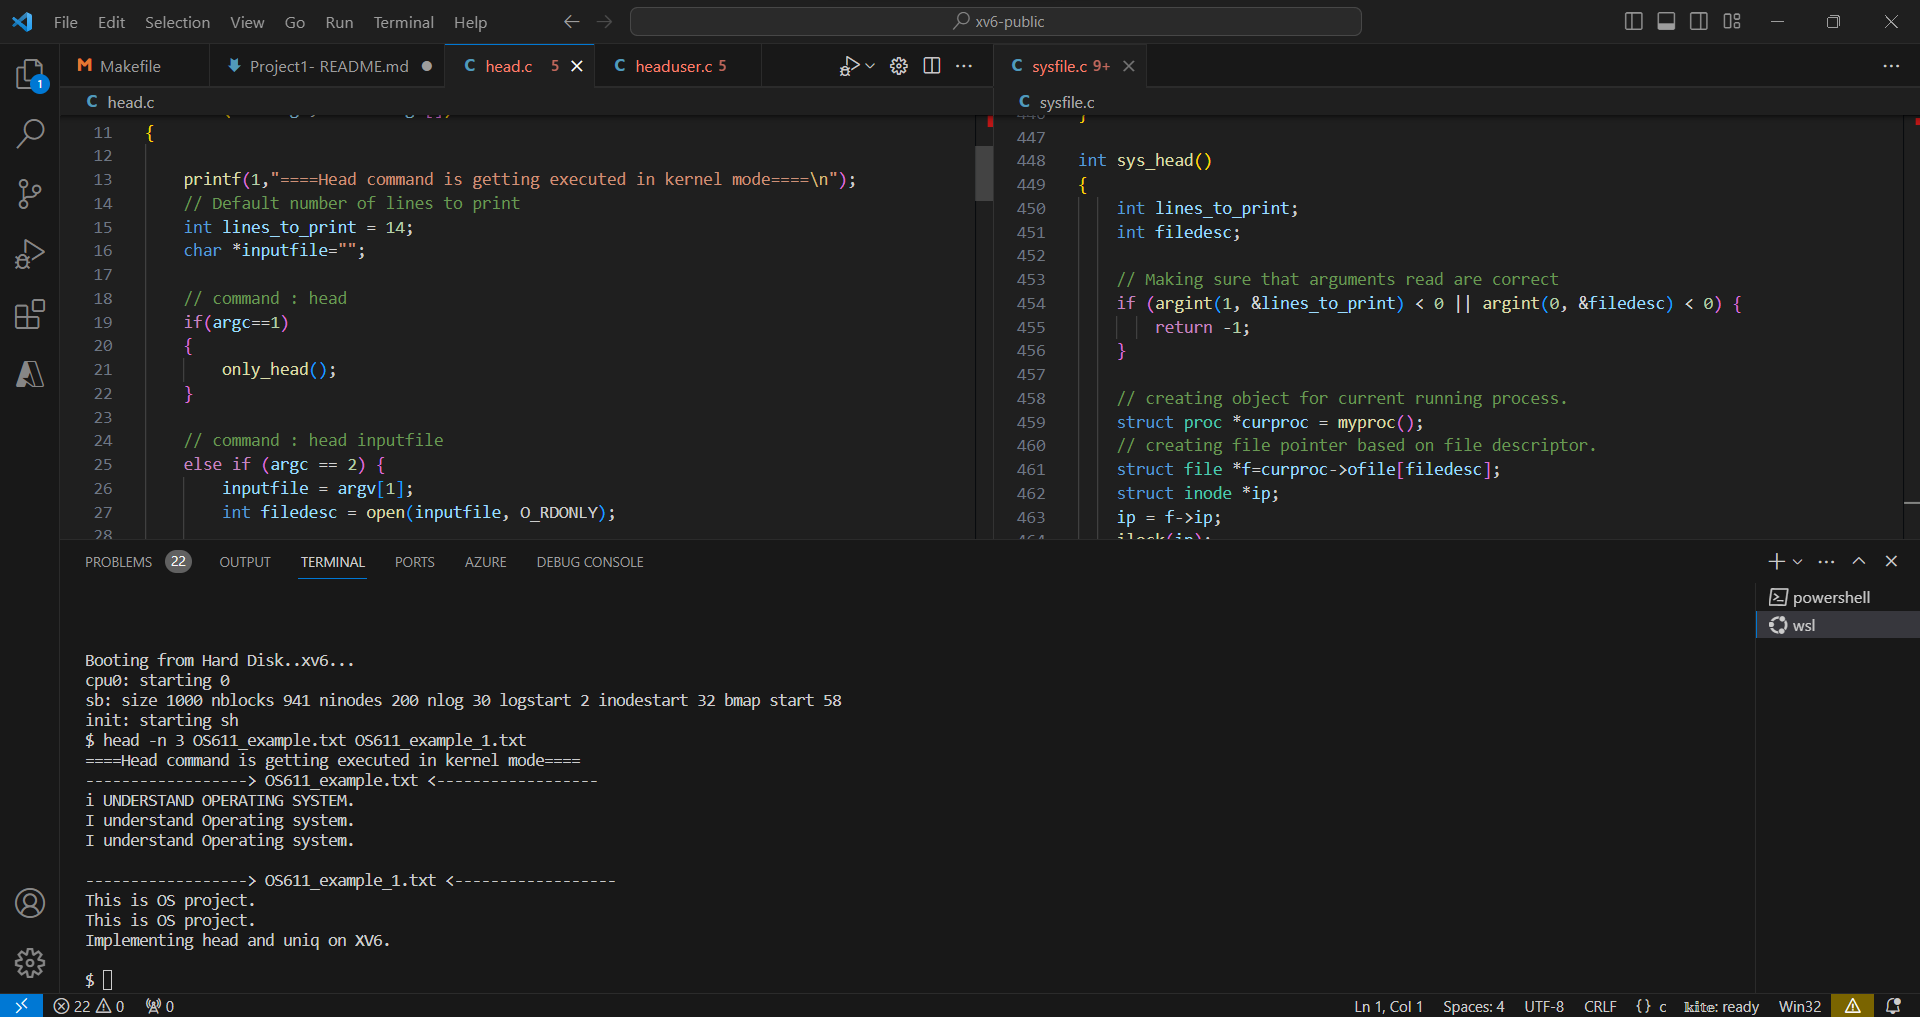 File Edit Selection View Go Run Terminal Help
xv6-public
1
M Makefile
Project1- README.md
C head.c 5
C headuser.c 5
C sysfile.c 9+
C head.c
C sysfile.c
11 {
12
13 printf(1,"====Head command is getting executed in kernel mode====\n");
14 // Default number of lines to print
15 int lines_to_print = 14;
16 char *inputfile="";
17
18 // command : head
19 if(argc==1)
20 {
21 only_head();
22 }
23
24 // command : head inputfile
25 else if (argc == 2) {
26 inputfile = argv[1];
27 int filedesc = open(inputfile, O_RDONLY);
28
446 }
447
448 int sys_head()
449 {
450 int lines_to_print;
451 int filedesc;
452
453 // Making sure that arguments read are correct
454 if (argint(1, &lines_to_print) < 0 || argint(0, &filedesc) < 0) {
455 return -1;
456 }
457
458 // creating object for current running process.
459 struct proc *curproc = myproc();
460 // creating file pointer based on file descriptor.
461 struct file *f=curproc->ofile[filedesc];
462 struct inode *ip;
463 ip = f->ip;
464 ilock(ip);
PROBLEMS 22 OUTPUT TERMINAL PORTS AZURE DEBUG CONSOLE
powershell
wsl
Booting from Hard Disk..xv6...
cpu0: starting 0
sb: size 1000 nblocks 941 ninodes 200 nlog 30 logstart 2 inodestart 32 bmap start 58
init: starting sh
$ head -n 3 OS611_example.txt OS611_example_1.txt
====Head command is getting executed in kernel mode====
------------------> OS611_example.txt <------------------
i UNDERSTAND OPERATING SYSTEM.
I understand Operating system.
I understand Operating system.
------------------> OS611_example_1.txt <------------------
This is OS project.
This is OS project.
Implementing head and uniq on XV6.
$
22 0 0 Ln 1, Col 1 Spaces: 4 UTF-8 CRLF {} c kite: ready Win32